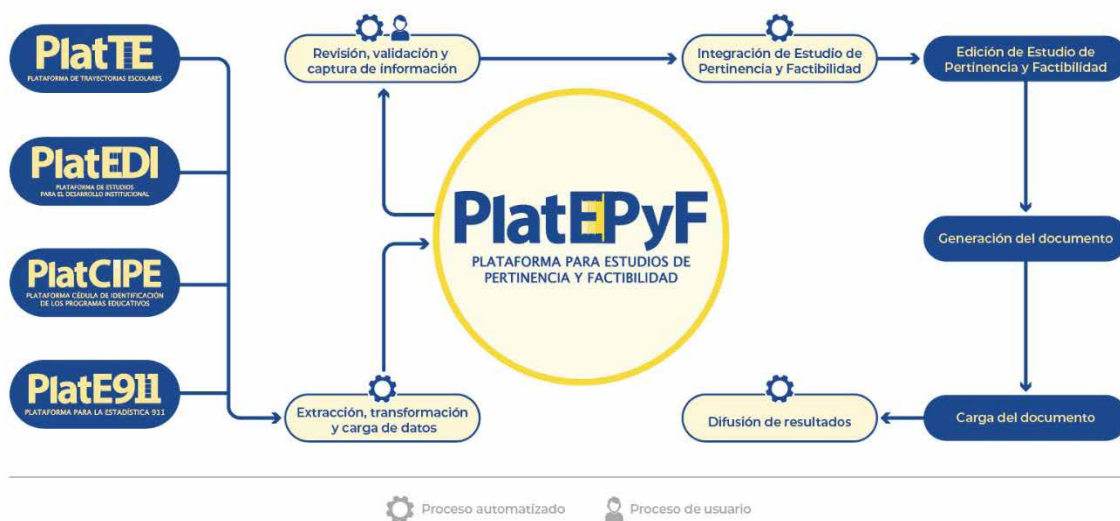 PlatTE
PLATAFORMA DE TRAYECTORIAS ESCOLARES
PlatEDI
PLATAFORMA DE ESTUDIOS
PARA EL DESARROLLO INSTITUCIONAL
PlatCIPE
PLATAFORMA CÉDULA DE IDENTIFICACIÓN
DE LOS PROGRAMAS EDUCATIVOS
PlatE911
PLATAFORMA PARA LA ESTADÍSTICA 911
Extracción, transformación
y carga de datos
PlatEPyF
PLATAFORMA PARA ESTUDIOS DE
PERTINENCIA Y FACTIBILIDAD
Revisión, validación y
captura de información
Integración de Estudio de
Pertinencia y Factibilidad
Edición de Estudio de
Pertinencia y Factibilidad
Generación del documento
Carga del documento
Difusión de resultados
Proceso automatizado
Proceso de usuario